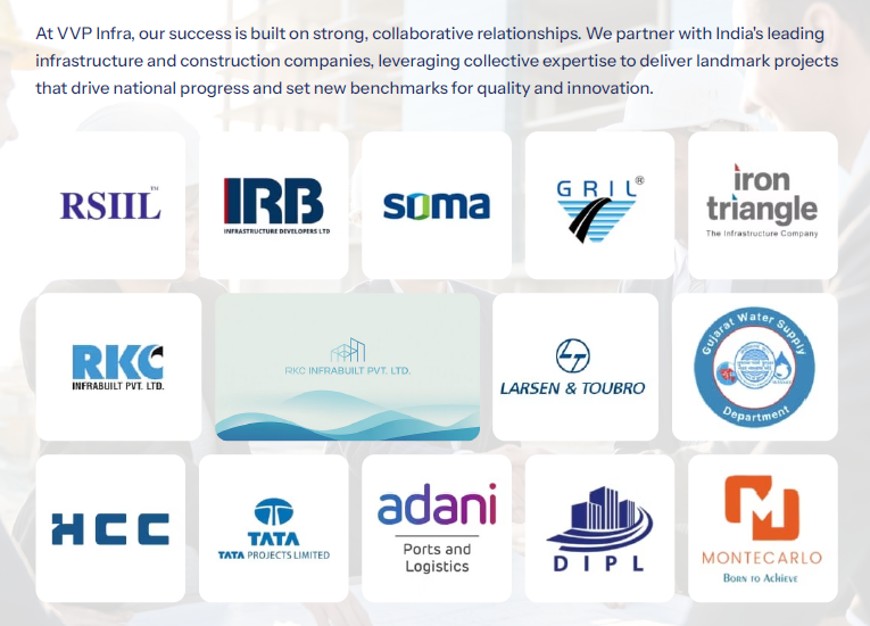 At VVP Infra, our success is built on strong, collaborative relationships. We partner with India's leading
infrastructure and construction companies, leveraging collective expertise to deliver landmark projects
that drive national progress and set new benchmarks for quality and innovation.
RSIIL™
IRB
INFRASTRUCTURE DEVELOPERS LTD
soma
GRIL®
iron
triangle
The Infrastructure Company
RKC
INFRABUILT PVT. LTD.
RKC INFRABUILT PVT. LTD.
LT
LARSEN & TOUBRO
Gujarat Water Supply
Department
HCC
TATA
TATA PROJECTS LIMITED
adani
Ports and
Logistics
DIPL
M
MONTECARLO
BORN TO ACHIEVE